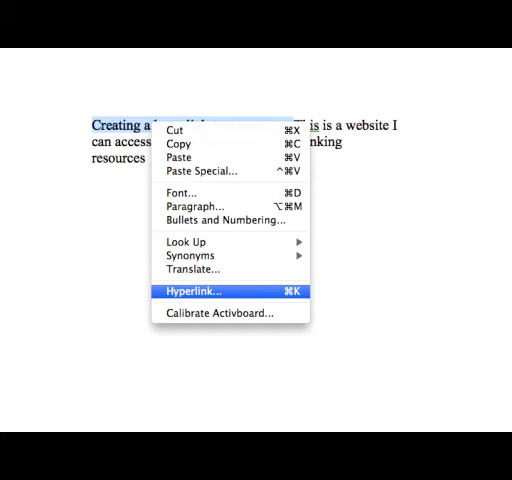 Creating a This is a website I
can access nking
resources
Cut ⌘X
Copy ⌘C
Paste ⌘V
Paste Special... ^⌘V
Font... ⌘D
Paragraph... ⌥⌘M
Bullets and Numbering...
Look Up
Synonyms
Translate...
Hyperlink... ⌘K
Calibrate Activboard...